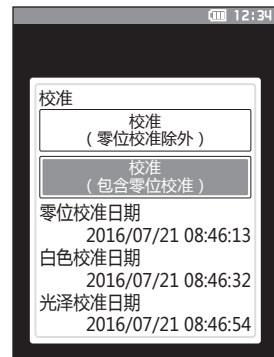 12:34
校准
校准
（零位校准除外）
校准
（包含零位校准）
零位校准日期
2016/07/21 08:46:13
白色校准日期
2016/07/21 08:46:32
光泽校准日期
2016/07/21 08:46:54